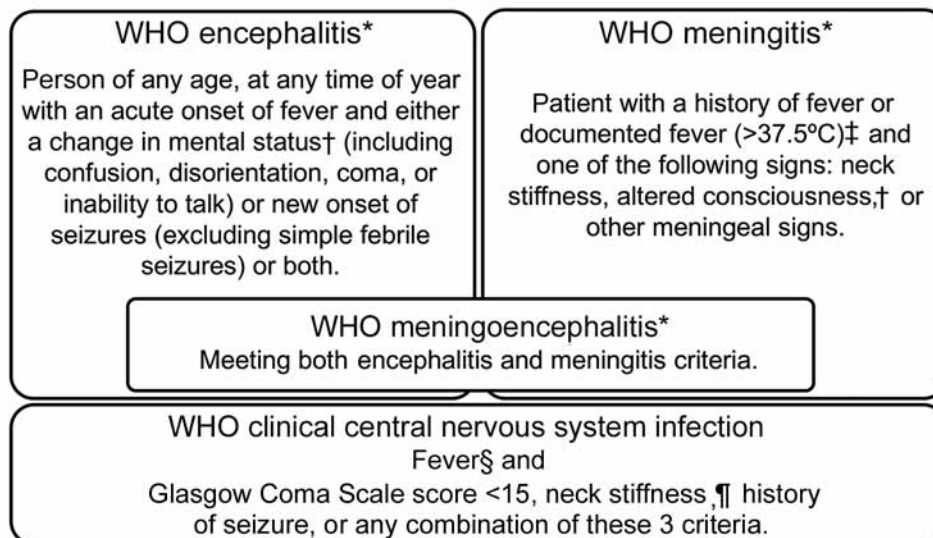 WHO encephalitis*
Person of any age, at any time of year
with an acute onset of fever and either
a change in mental status† (including
confusion, disorientation, coma, or
inability to talk) or new onset of
seizures (excluding simple febrile
seizures) or both.
WHO meningitis*
Patient with a history of fever or
documented fever (>37.5ºC)‡ and
one of the following signs: neck
stiffness, altered consciousness,† or
other meningeal signs.
WHO meningoencephalitis*
Meeting both encephalitis and meningitis criteria.
WHO clinical central nervous system infection
Fever§ and
Glasgow Coma Scale score <15, neck stiffness,¶ history
of seizure, or any combination of these 3 criteria.